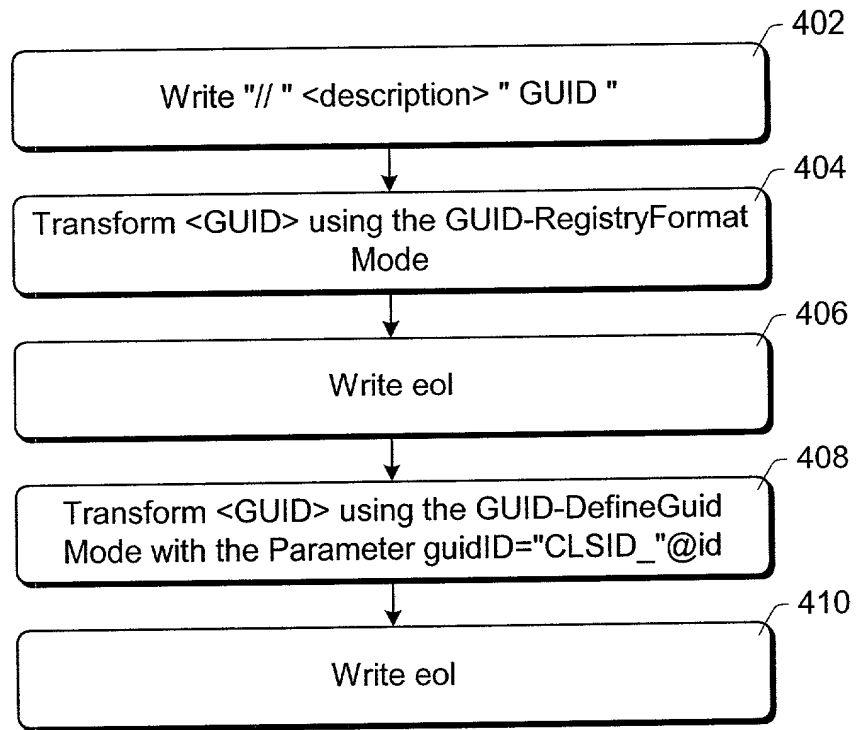 402
Write "// " <description> " GUID "
404
Transform <GUID> using the GUID-RegistryFormat
Mode
406
Write eol
408
Transform <GUID> using the GUID-DefineGuid
Mode with the Parameter guidID="CLSID_"@id
410
Write eol